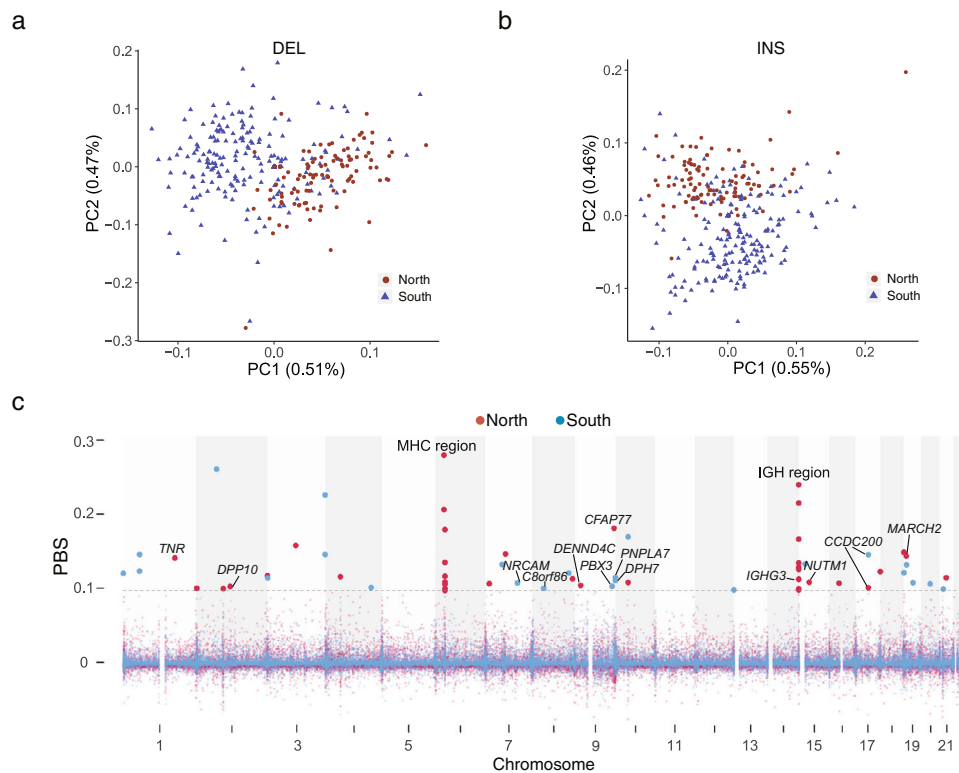 a
DEL
0.2
0.1
0.0
−0.1
−0.2
−0.3
PC2 (0.47%)
North
South
−0.1
0.0
0.1
PC1 (0.51%)
b
INS
0.2
0.1
0.0
−0.1
PC2 (0.46%)
North
South
−0.1
0.0
0.1
0.2
PC1 (0.55%)
c
North
South
0.3
0.2
0.1
0
PBS
MHC region
IGH region
TNR
DPP10
NRCAM
C8orf86
DENND4C
PBX3
CFAP77
PNPLA7
DPH7
IGHG3
NUTM1
CCDC200
MARCH2
1
3
5
7
9
11
13
15
17
19
21
Chromosome